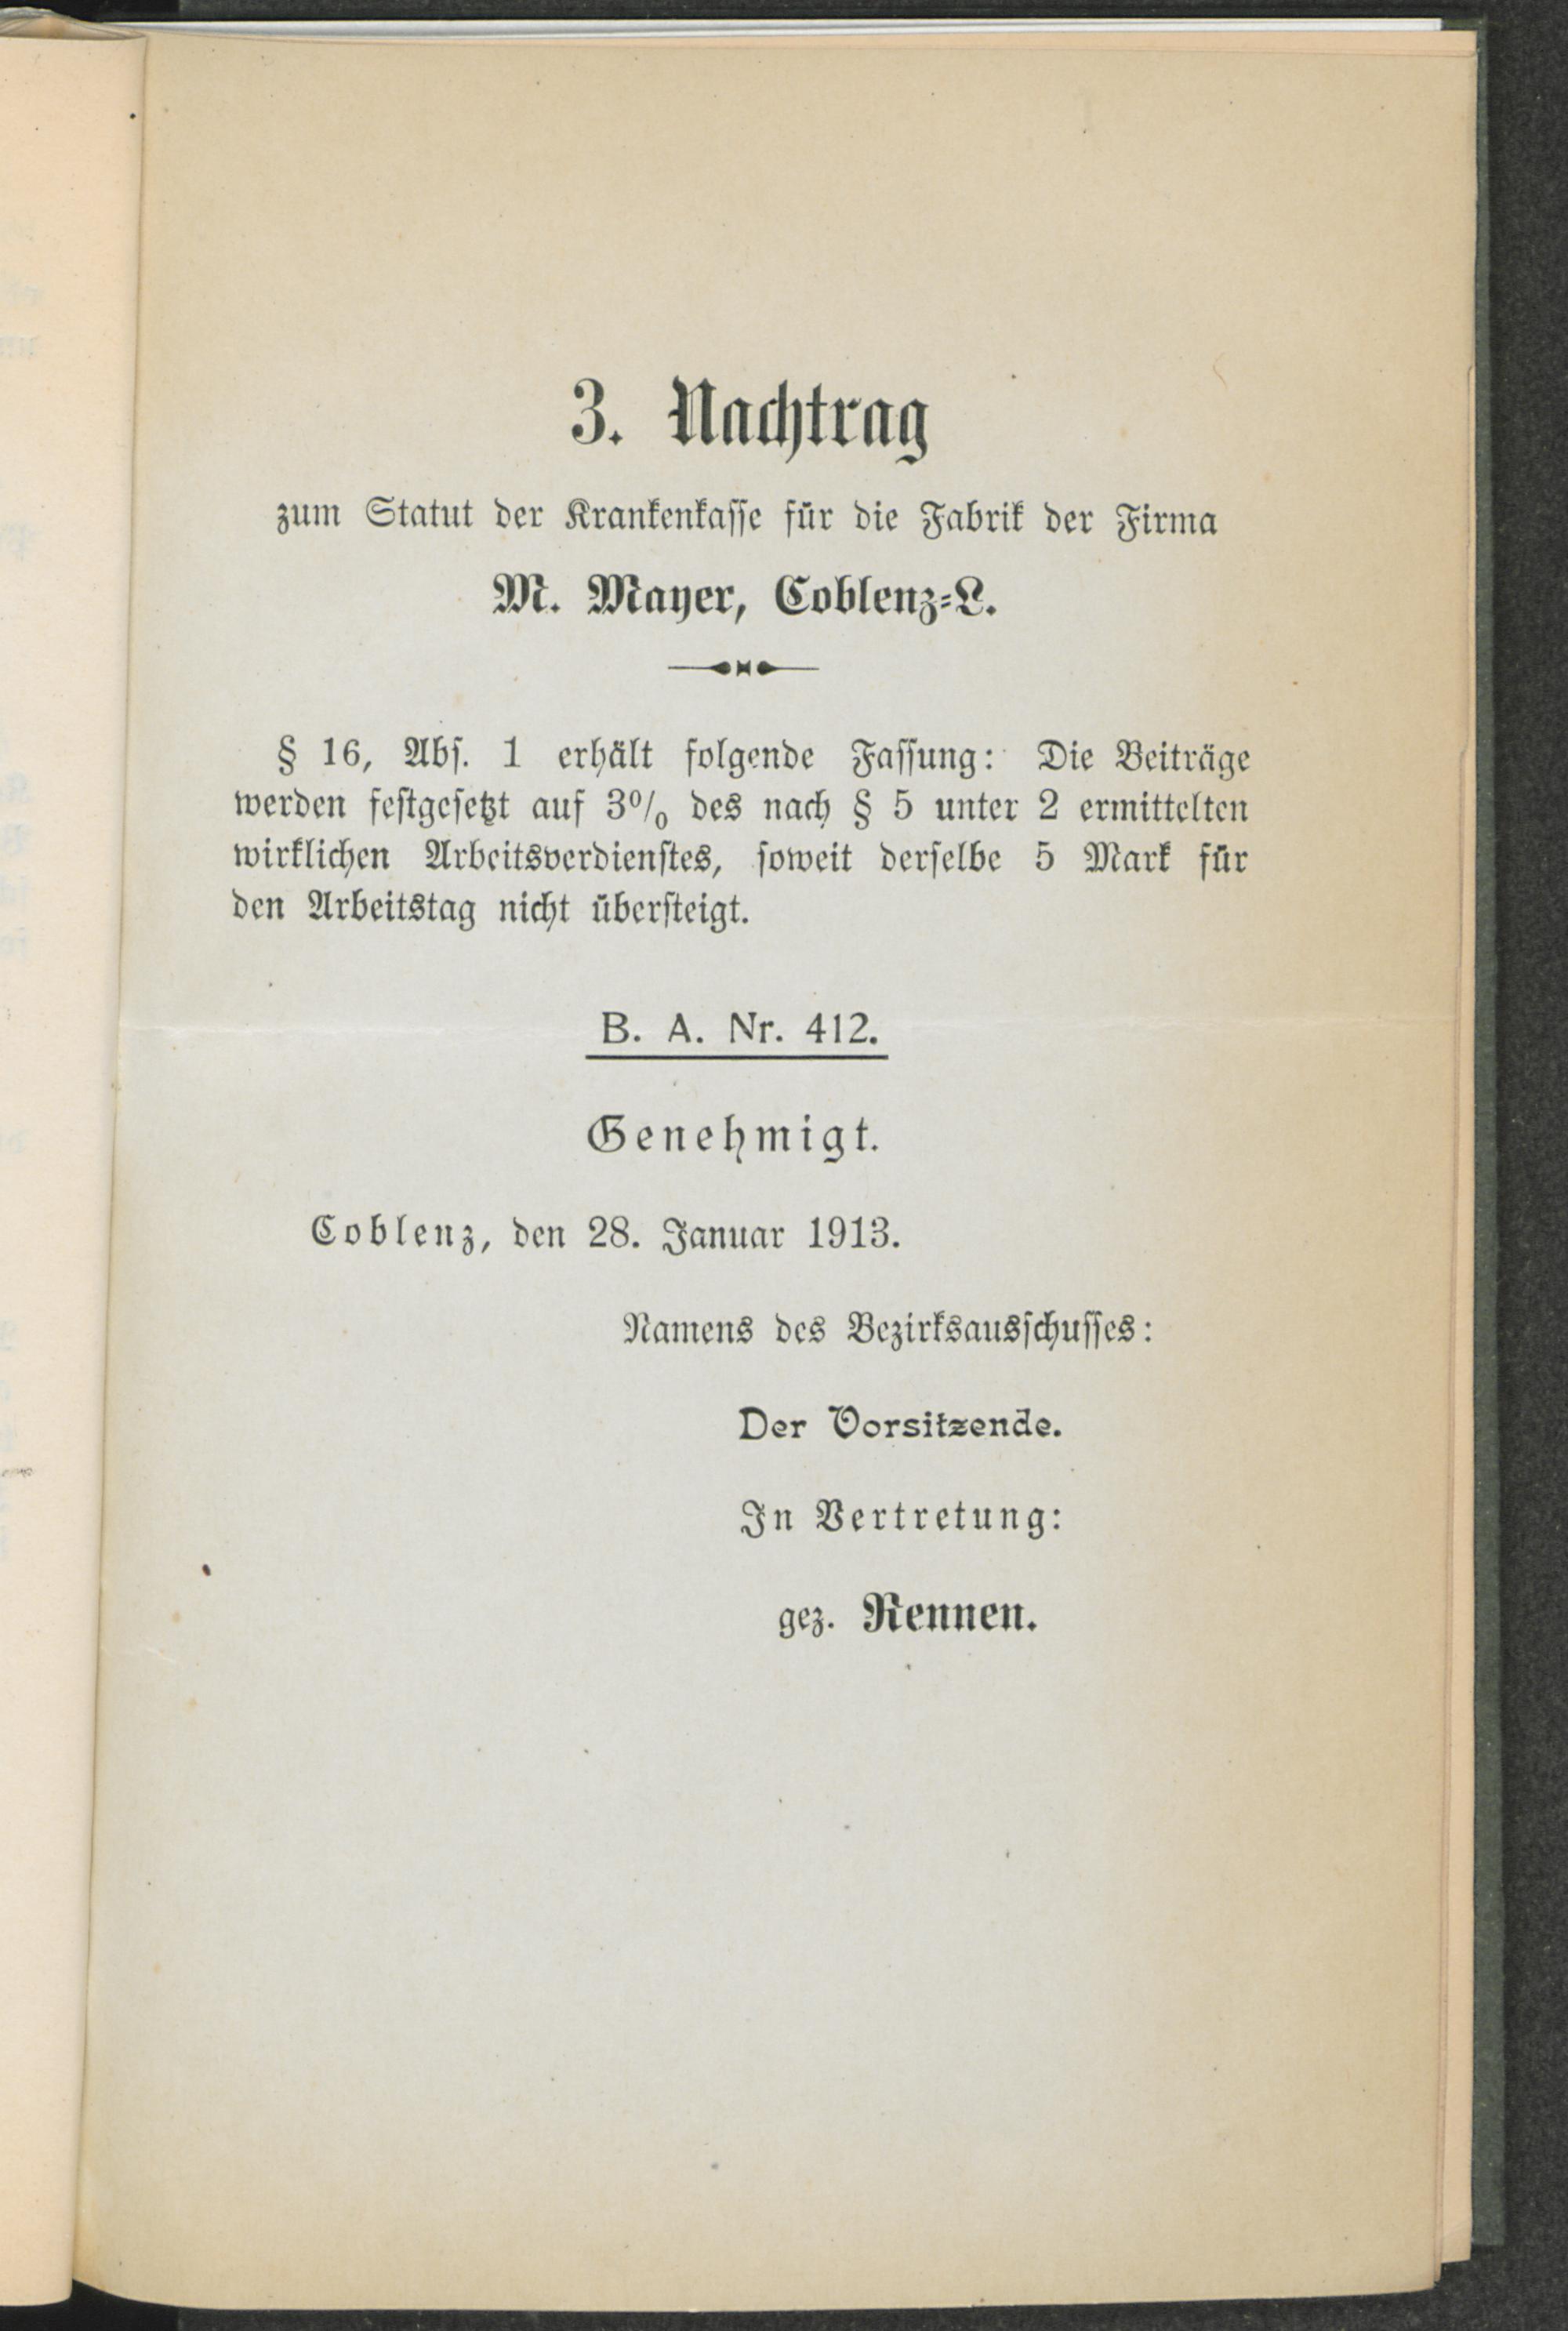 3. Nachtrag
zum Statut der Krankenkasse für die Fabrik der Firma
M. Mayer, Coblenz-L.
§ 16, Abs. 1 erhält folgende Fassung: Die Beiträge
werden festgesetzt auf 3% des nach § 5 unter 2 ermittelten
wirklichen Arbeitsverdienstes, soweit derselbe 5 Mark für
den Arbeitstag nicht übersteigt.
B. A. Nr. 412.
Genehmigt.
Coblenz, den 28. Januar 1913.
Namens des Bezirksausschusses:
Der Vorsitzende.
In Vertretung:
gez. Rennen.